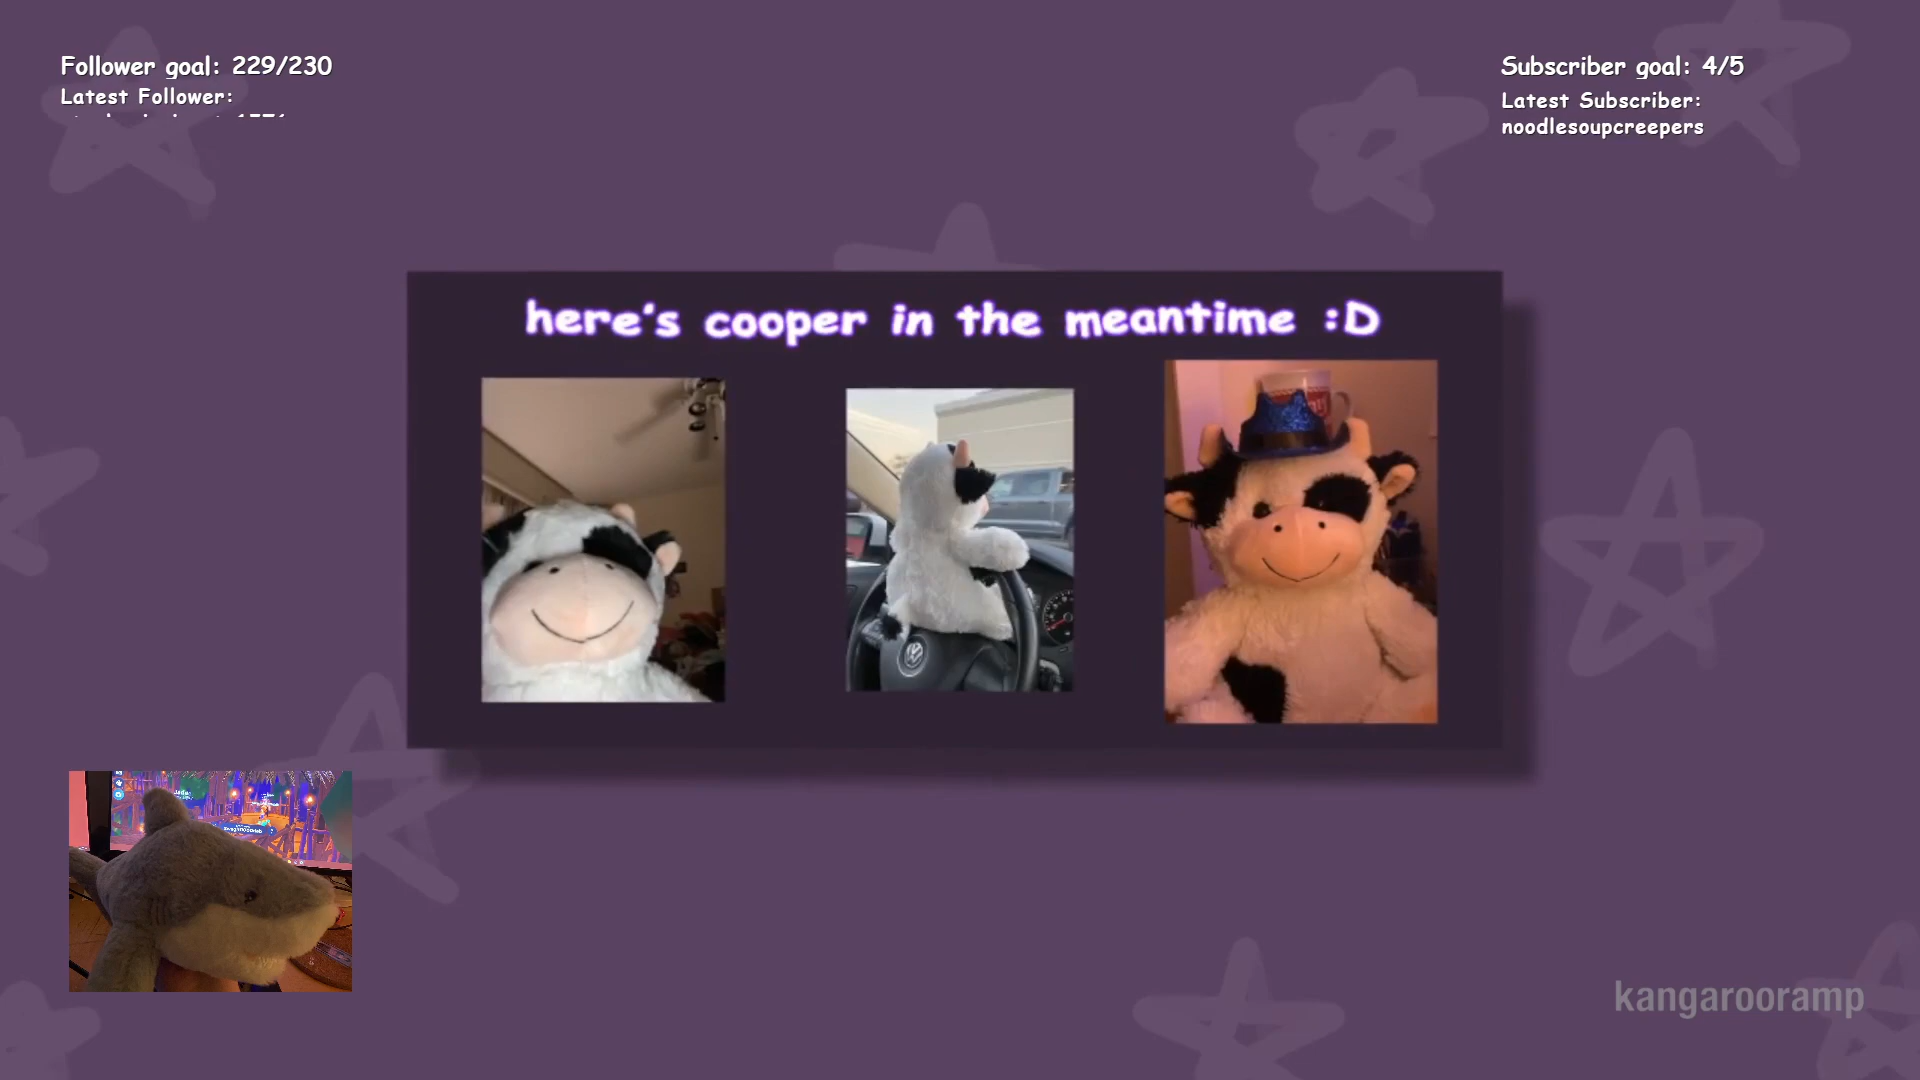 Follower goal: 229/230
Latest Follower:
Subscriber goal: 4/5
Latest Subscriber:
noodlesoupcreepers
here's cooper in the meantime :D
kangarooramp